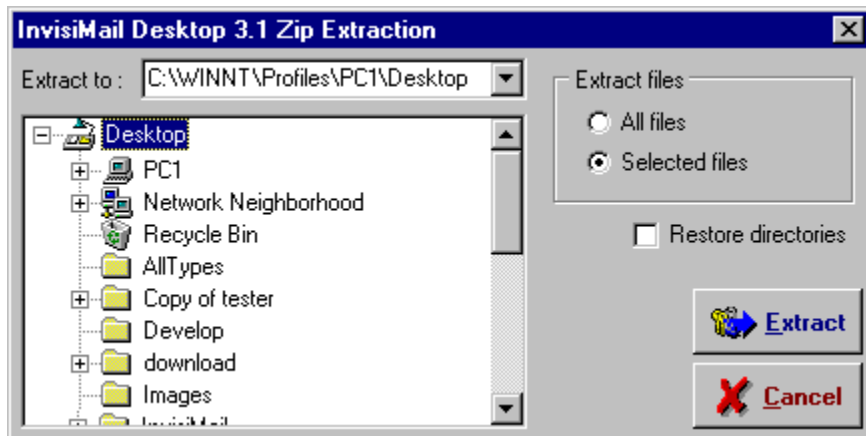 InvisiMail Desktop 3.1 Zip Extraction
Extract to : C:\WINNT\Profiles\PC1\Desktop
Desktop
PC1
Network Neighborhood
Recycle Bin
AllTypes
Copy of tester
Develop
download
Images
InvisiMail
Extract files
All files
Selected files
Restore directories
Extract
Cancel